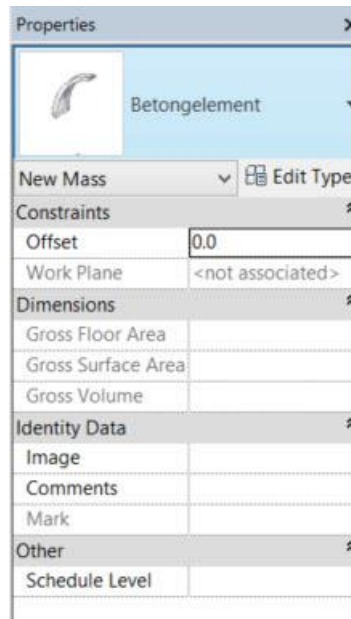 Properties
Betongelement
New Mass Edit Type
Constraints
Offset 0.0
Work Plane <not associated>
Dimensions
Gross Floor Area
Gross Surface Area
Gross Volume
Identity Data
Image
Comments
Mark
Other
Schedule Level